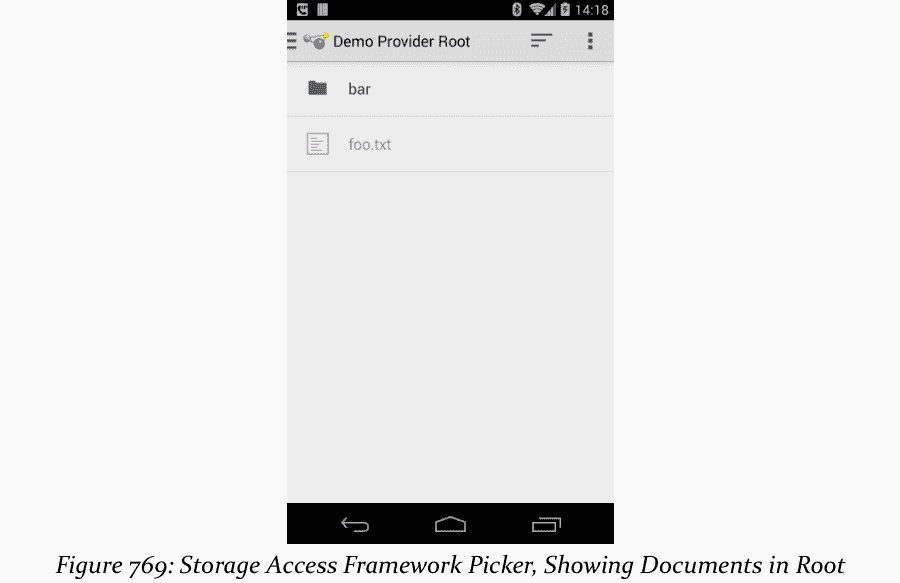 14:18
Demo Provider Root
bar
foo.txt
Figure 769: Storage Access Framework Picker, Showing Documents in Root